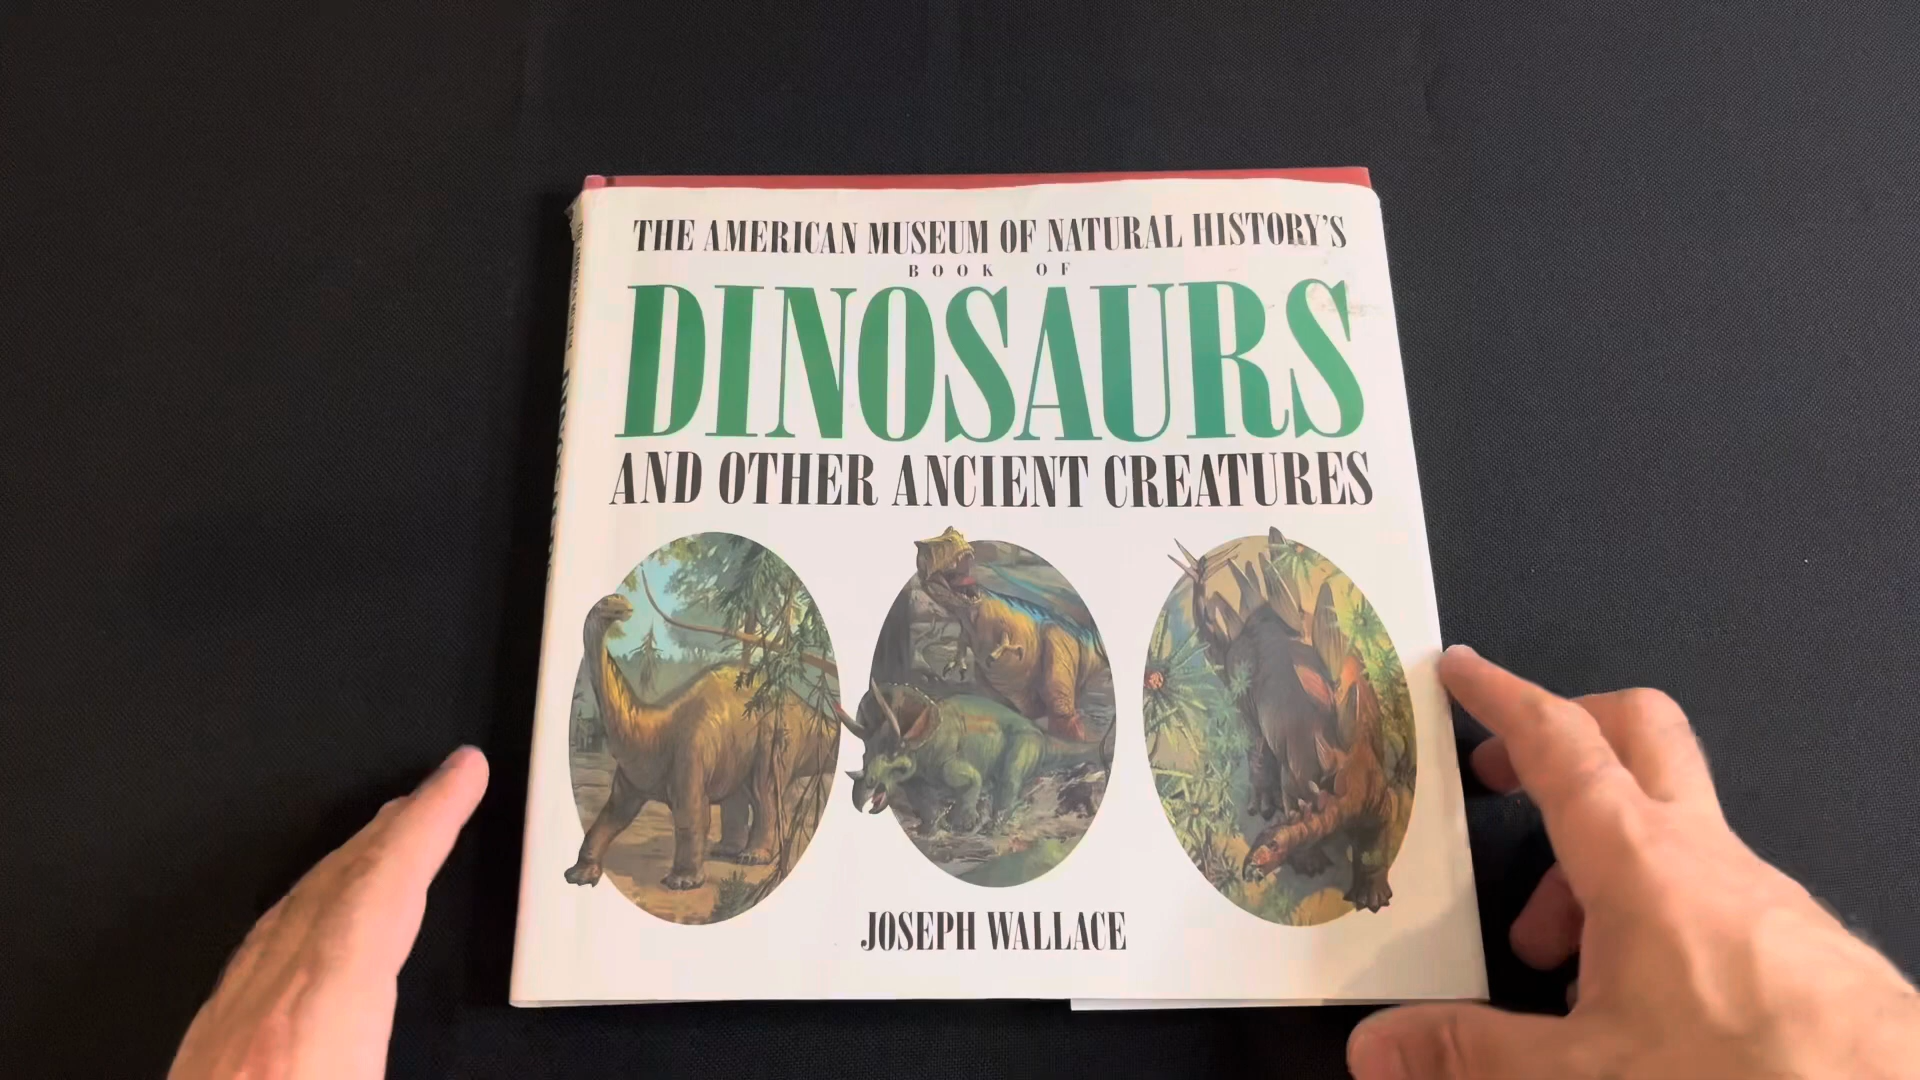 THE AMERICAN MUSEUM OF NATURAL HISTORY'S
BOOK OF
DINOSAURS
AND OTHER ANCIENT CREATURES
JOSEPH WALLACE